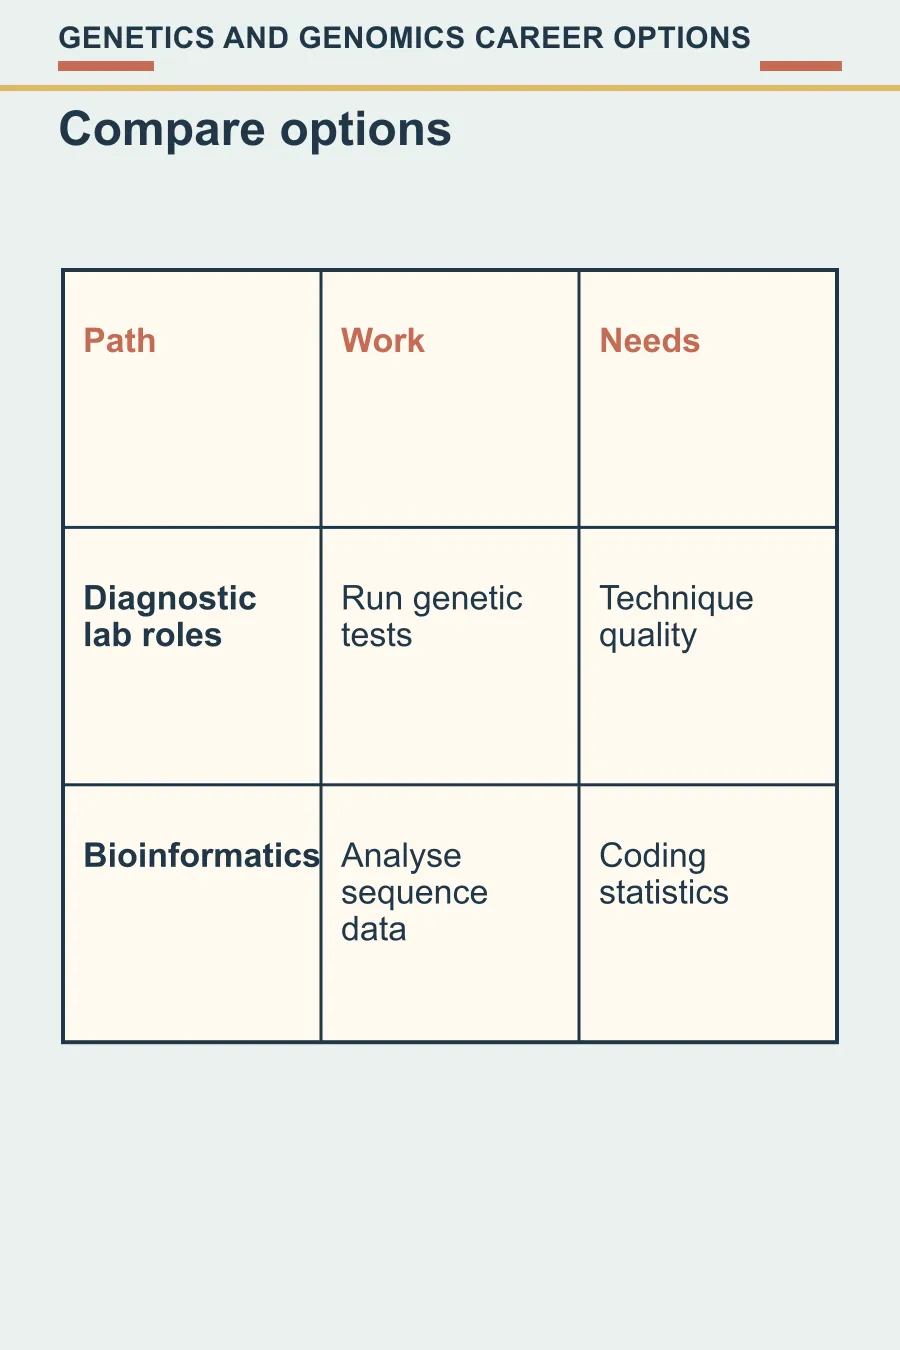 GENETICS AND GENOMICS CAREER OPTIONS
Compare options
Path
Work
Needs
Diagnostic
lab roles
Run genetic
tests
Technique
quality
Bioinformatics
Analyse
sequence
data
Coding
statistics